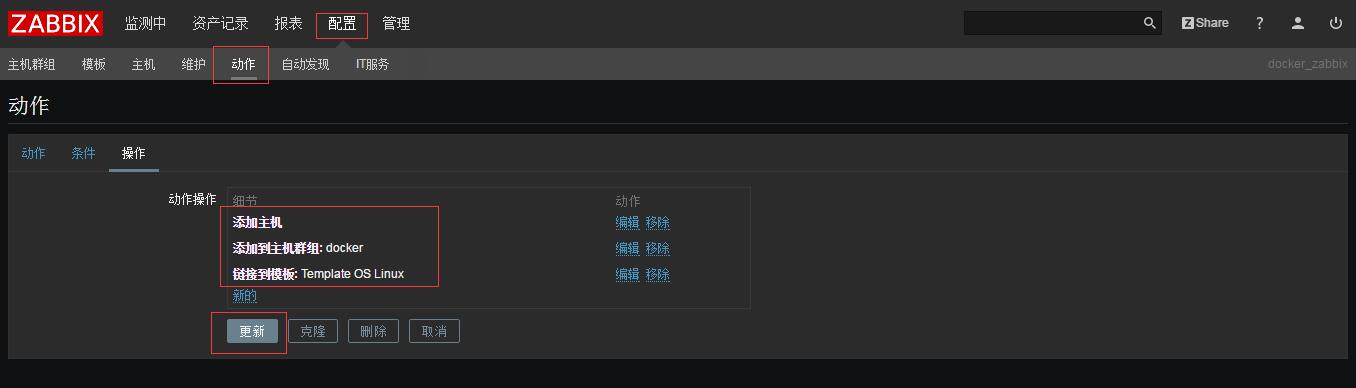 ZABBIX 监测中 资产记录 报表 配置 管理 Z Share ?
主机群组 模板 主机 维护 动作 自动发现 IT服务 docker_zabbix
动作
动作 条件 操作
动作操作 细节 动作
添加主机 编辑 移除
添加到主机群组: docker 编辑 移除
链接到模板: Template OS Linux 编辑 移除
新的
更新 克隆 删除 取消